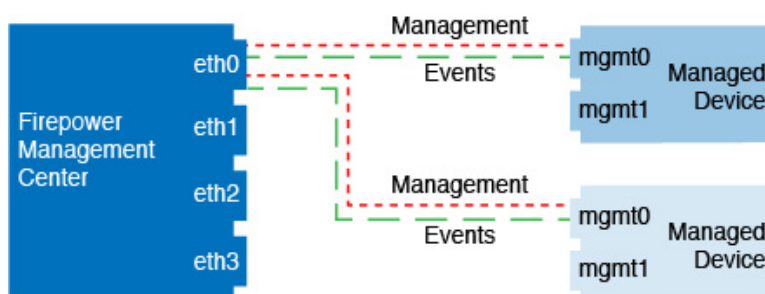 Management
eth0
mgmt0
Events
Managed
Device
mgmt1
Firepower
Management
Center
eth1
eth2
Management
mgmt0
Events
Managed
Device
eth3
mgmt1